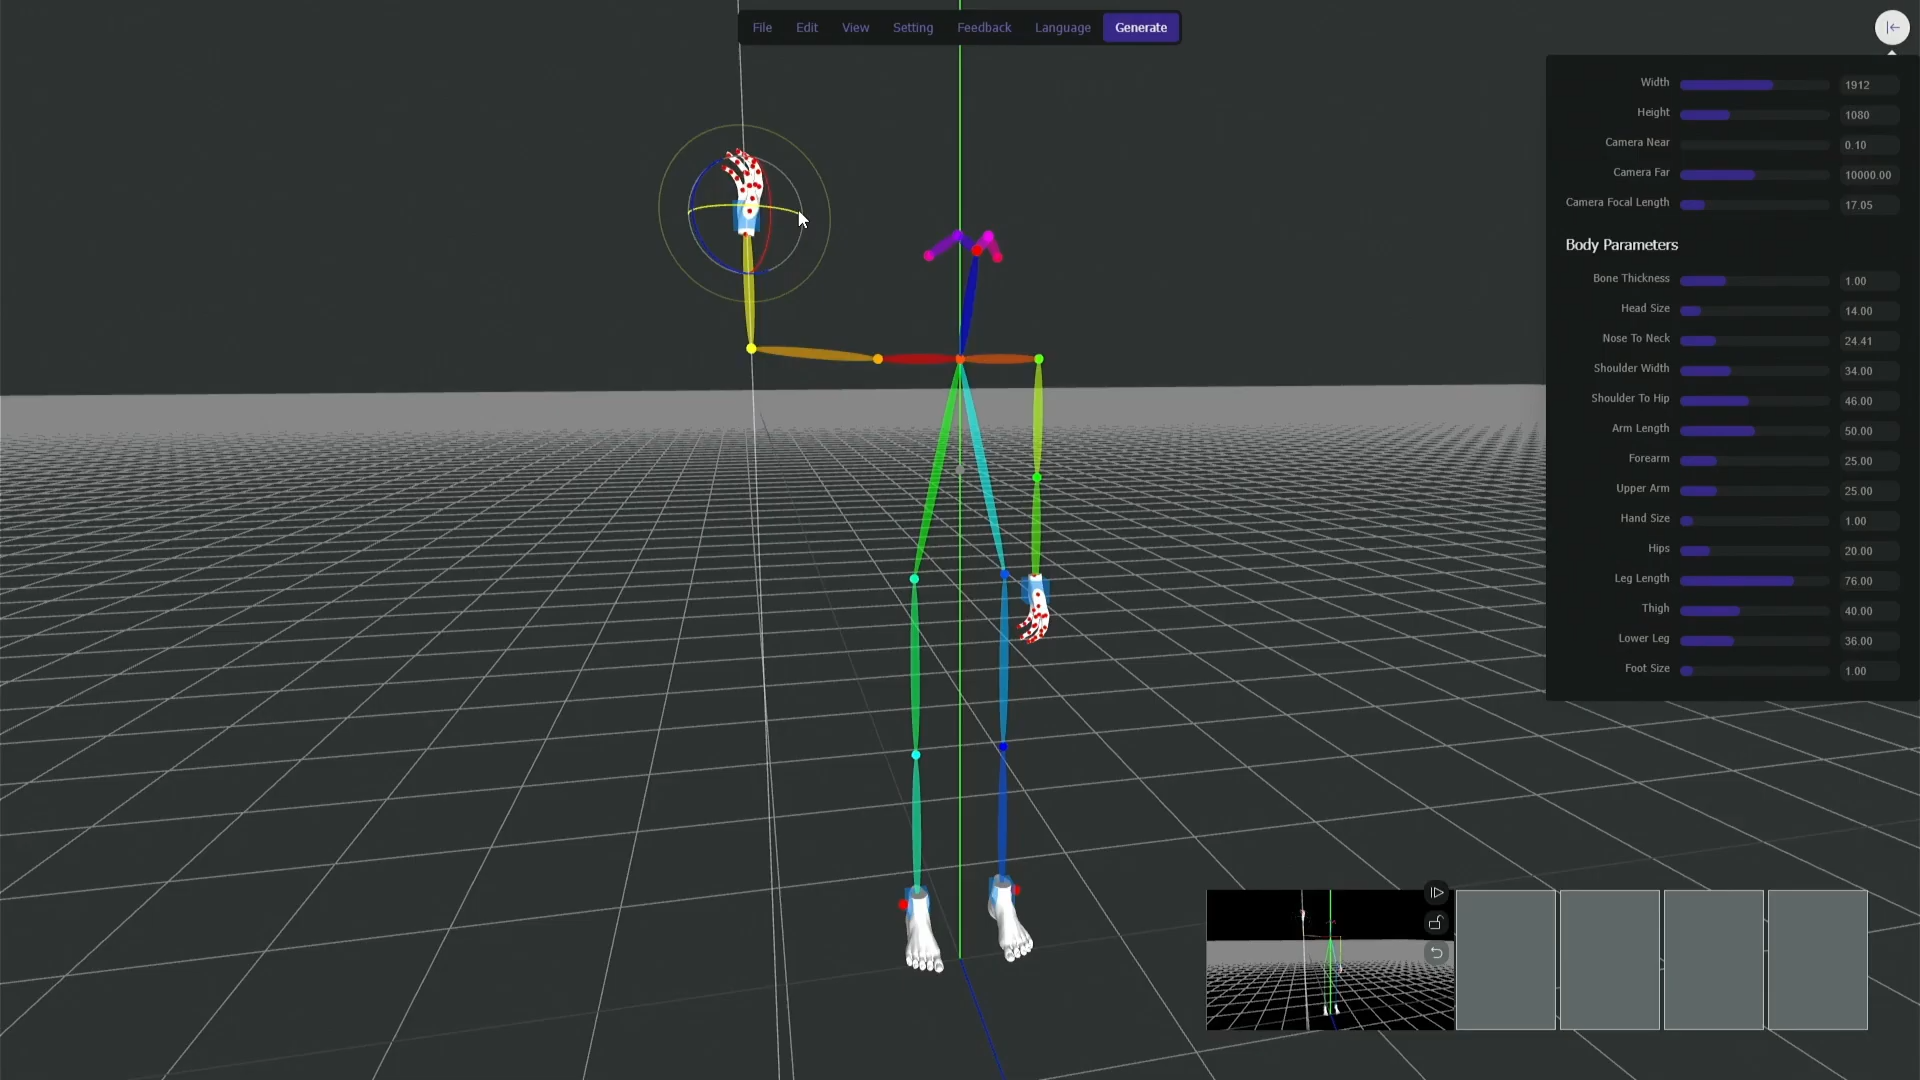 File Edit View Setting Feedback Language Generate
Width 1912
Height 1080
Camera Near 0.10
Camera Far 10000.00
Camera Focal Length 17.05
Body Parameters
Bone Thickness 1.00
Head Size 14.00
Nose To Neck 24.41
Shoulder Width 34.00
Shoulder To Hip 46.00
Arm Length 50.00
Forearm 25.00
Upper Arm 25.00
Hand Size 1.00
Hips 20.00
Leg Length 76.00
Thigh 40.00
Lower Leg 36.00
Foot Size 1.00